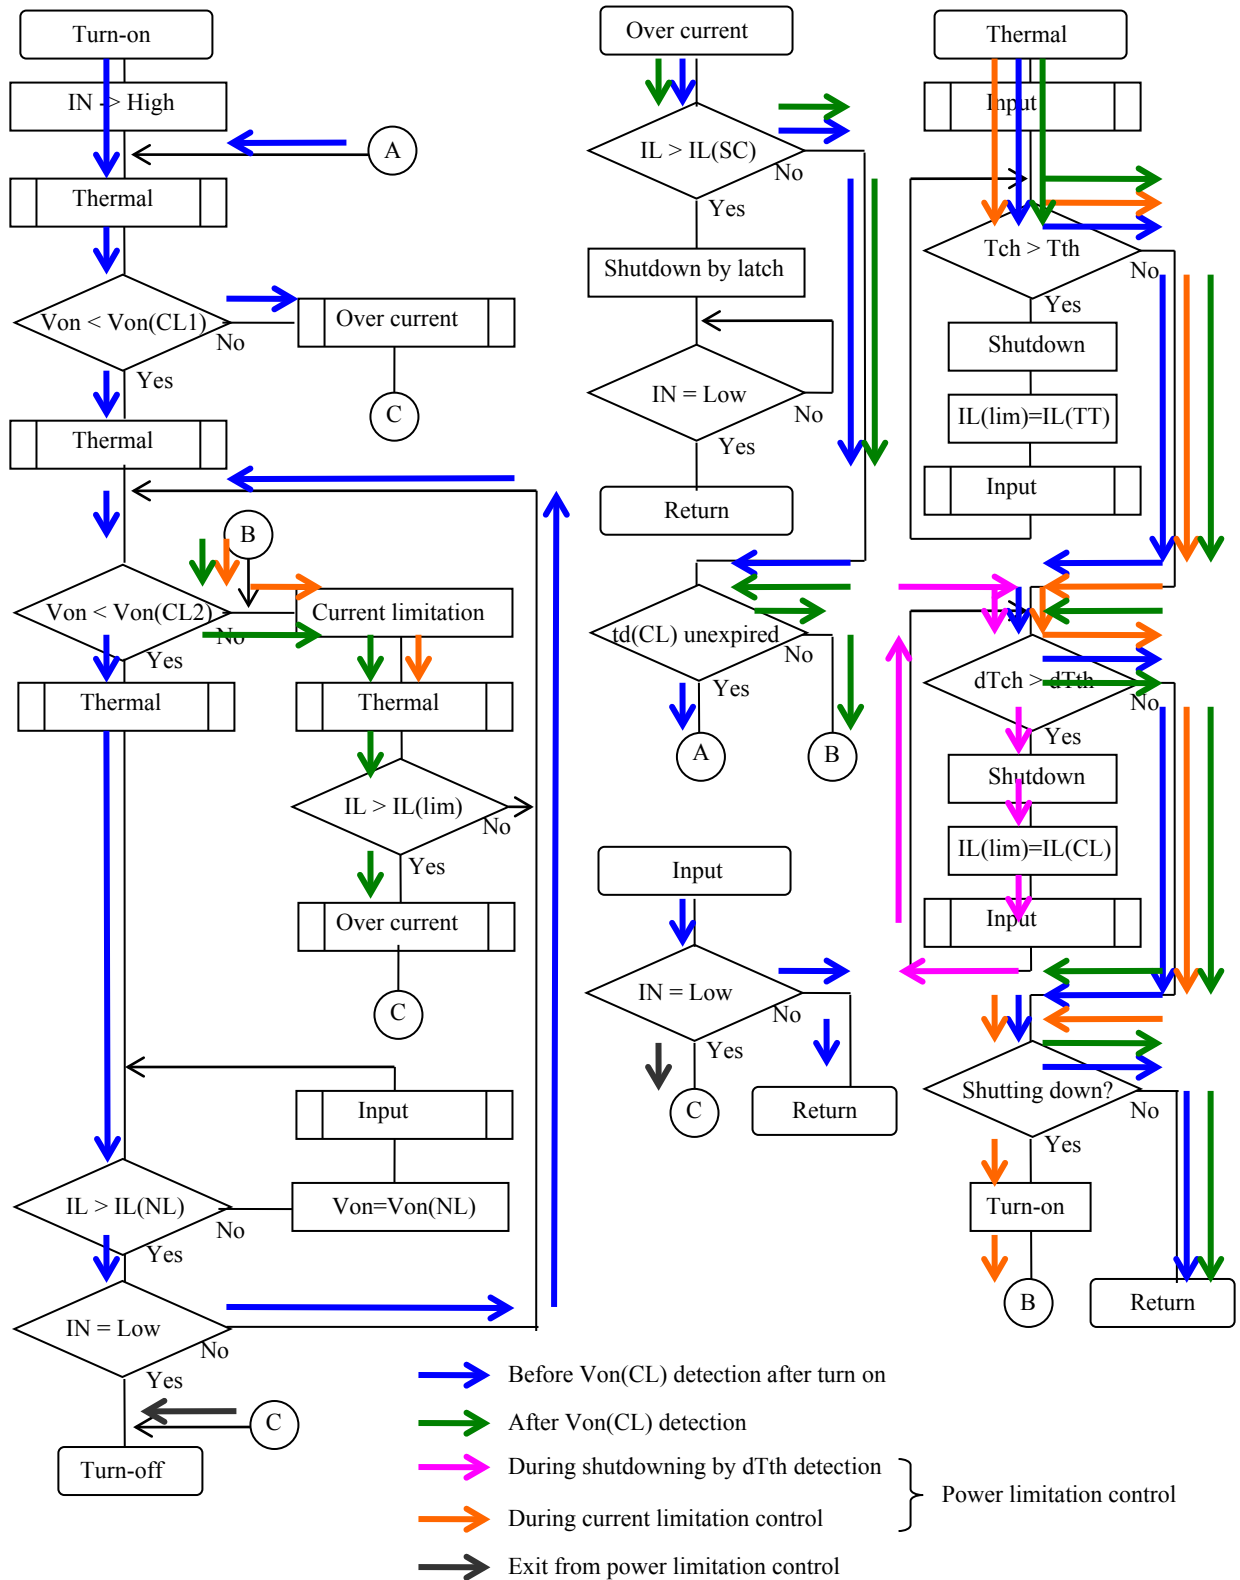 Turn-on
IN -> High
A
Thermal
Von < Von(CL1)
No
Yes
Over current
C
Thermal
B
Von < Von(CL2)
No
Yes
Current limitation
Thermal
Thermal
IL > IL(lim)
No
Yes
Over current
C
Input
IL > IL(NL)
No
Yes
Von=Von(NL)
IN = Low
No
Yes
C
Turn-off
Over current
IL > IL(SC)
No
Yes
Shutdown by latch
IN = Low
No
Yes
Return
td(CL) unexpired
No
Yes
A
B
Input
IN = Low
No
Yes
C
Return
Thermal
Input
Tch > Tth
No
Yes
Shutdown
IL(lim)=IL(TT)
Input
dTch > dTth
No
Yes
Shutdown
IL(lim)=IL(CL)
Input
Shutting down?
No
Yes
Turn-on
B
Return
Before Von(CL) detection after turn on
After Von(CL) detection
During shutdowning by dTth detection
Power limitation control
During current limitation control
Exit from power limitation control